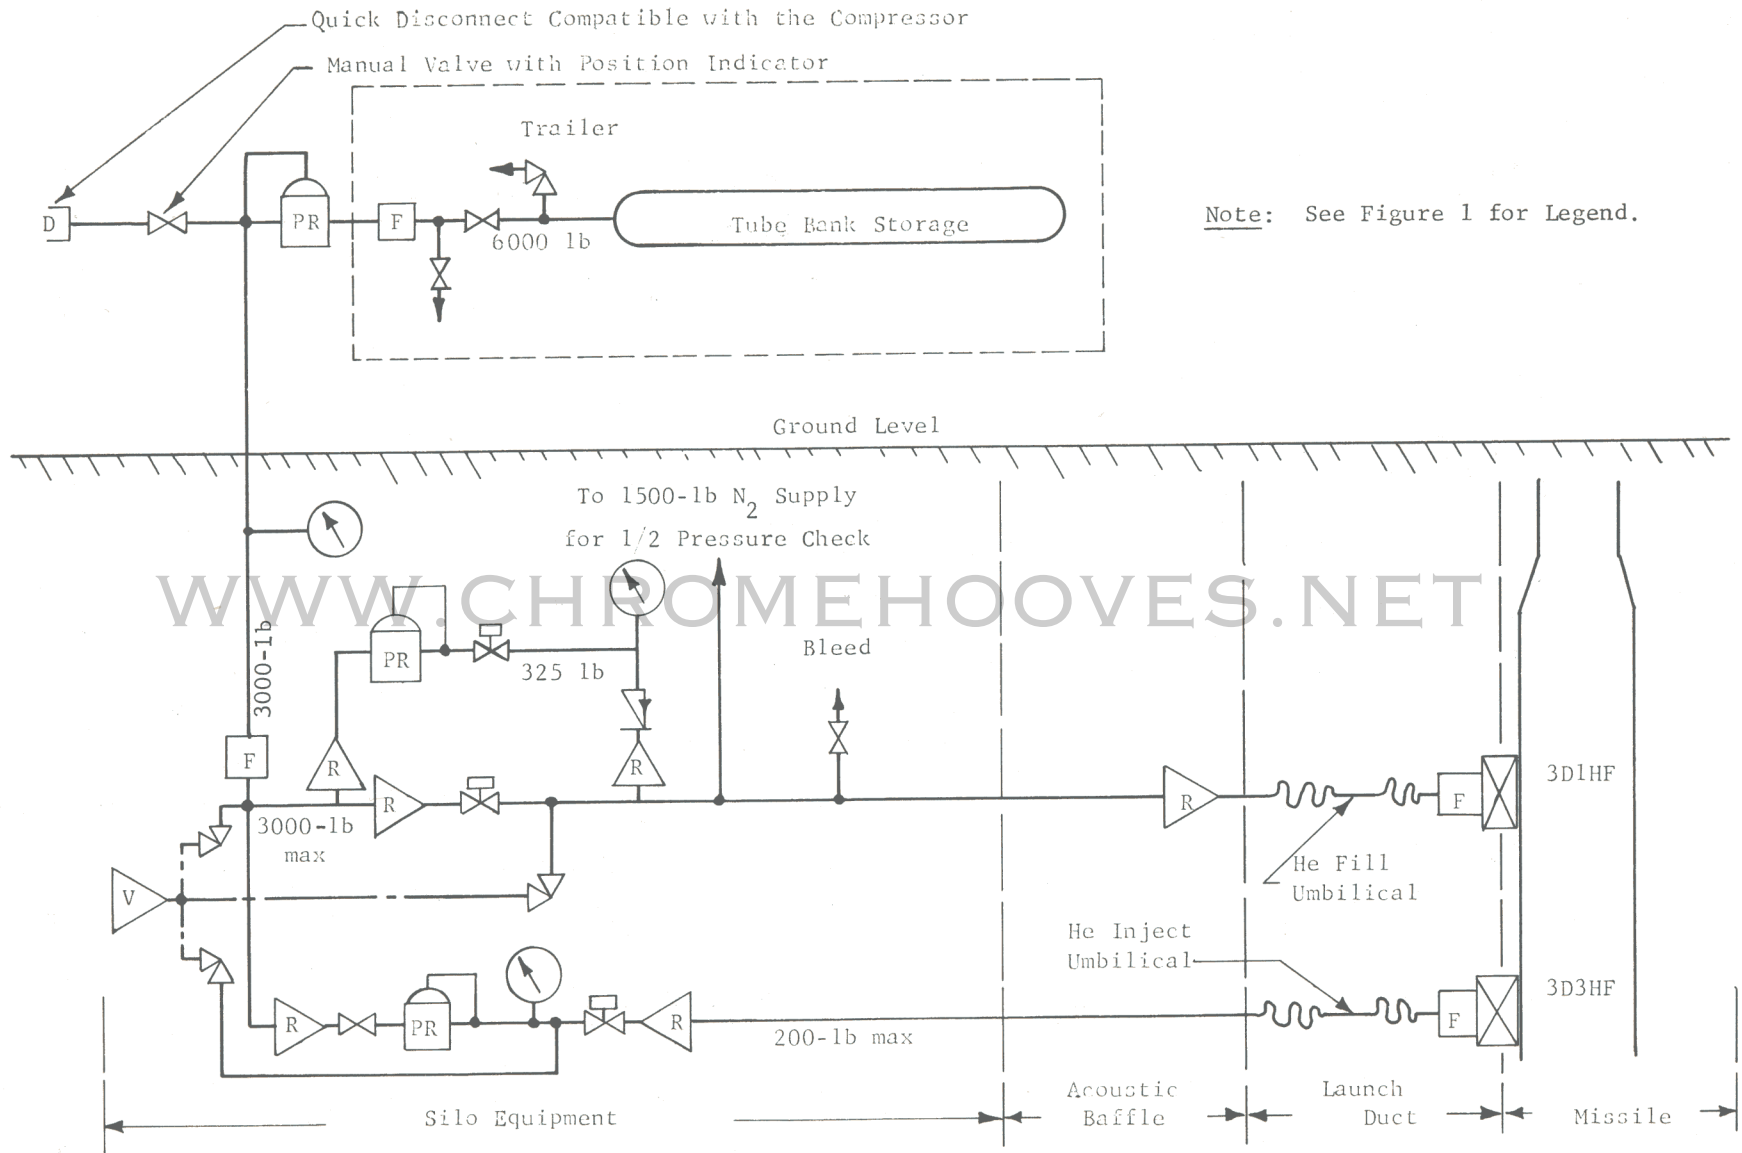 Quick Disconnect Compatible with the Compressor
Manual Valve with Position Indicator
Trailer
D
PR
F
6000 lb
Tube Bank Storage
Note: See Figure 1 for Legend.
Ground Level
To 1500-lb N2 Supply
for 1/2 Pressure Check
WWW.CHROMEHOOVES.NET
3000-lb
PR
325 lb
Bleed
F
R
R
R
R
3000-lb
max
F
3D1HF
He Fill
Umbilical
V
He Inject
Umbilical
R
PR
R
200-lb max
F
3D3HF
Silo Equipment
Acoustic
Baffle
Launch
Duct
Missile